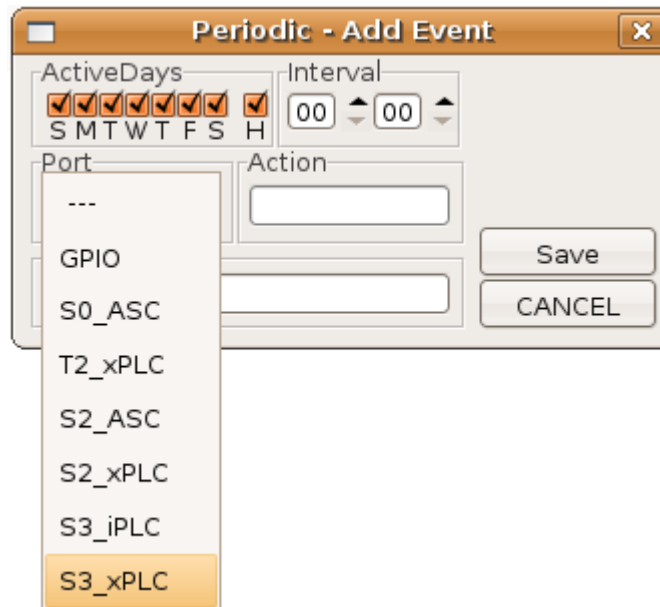 Periodic - Add Event
ActiveDays
S M T W T F S H
Interval
00 00
Port
Action
---
GPIO
S0_ASC
T2_xPLC
S2_ASC
S2_xPLC
S3_iPLC
S3_xPLC
Save
CANCEL